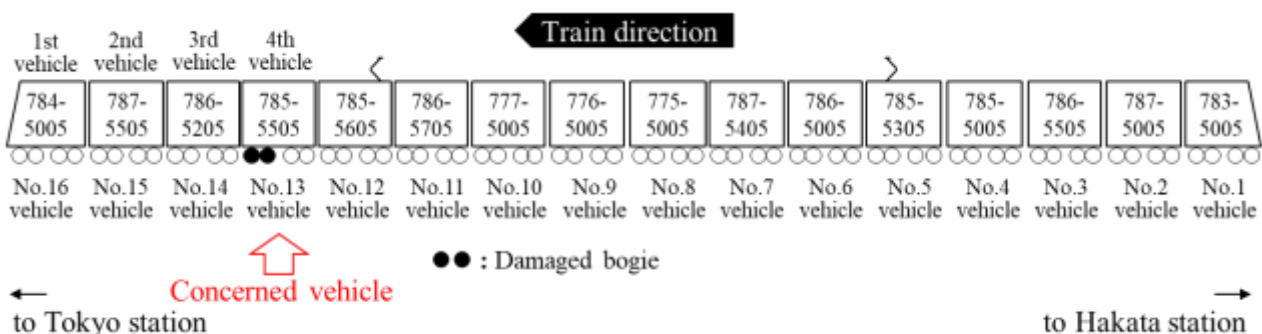 Train direction
1st 2nd 3rd 4th
vehicle vehicle vehicle vehicle
784- 787- 786- 785- 785- 786- 777- 776- 775- 787- 786- 785- 785- 786- 787- 783-
5005 5505 5205 5505 5605 5705 5005 5005 5005 5405 5005 5305 5005 5505 5005 5005
No.16 No.15 No.14 No.13 No.12 No.11 No.10 No.9 No.8 No.7 No.6 No.5 No.4 No.3 No.2 No.1
vehicle vehicle vehicle vehicle vehicle vehicle vehicle vehicle vehicle vehicle vehicle vehicle vehicle vehicle vehicle vehicle
: Damaged bogie
Concerned vehicle
to Tokyo station to Hakata station